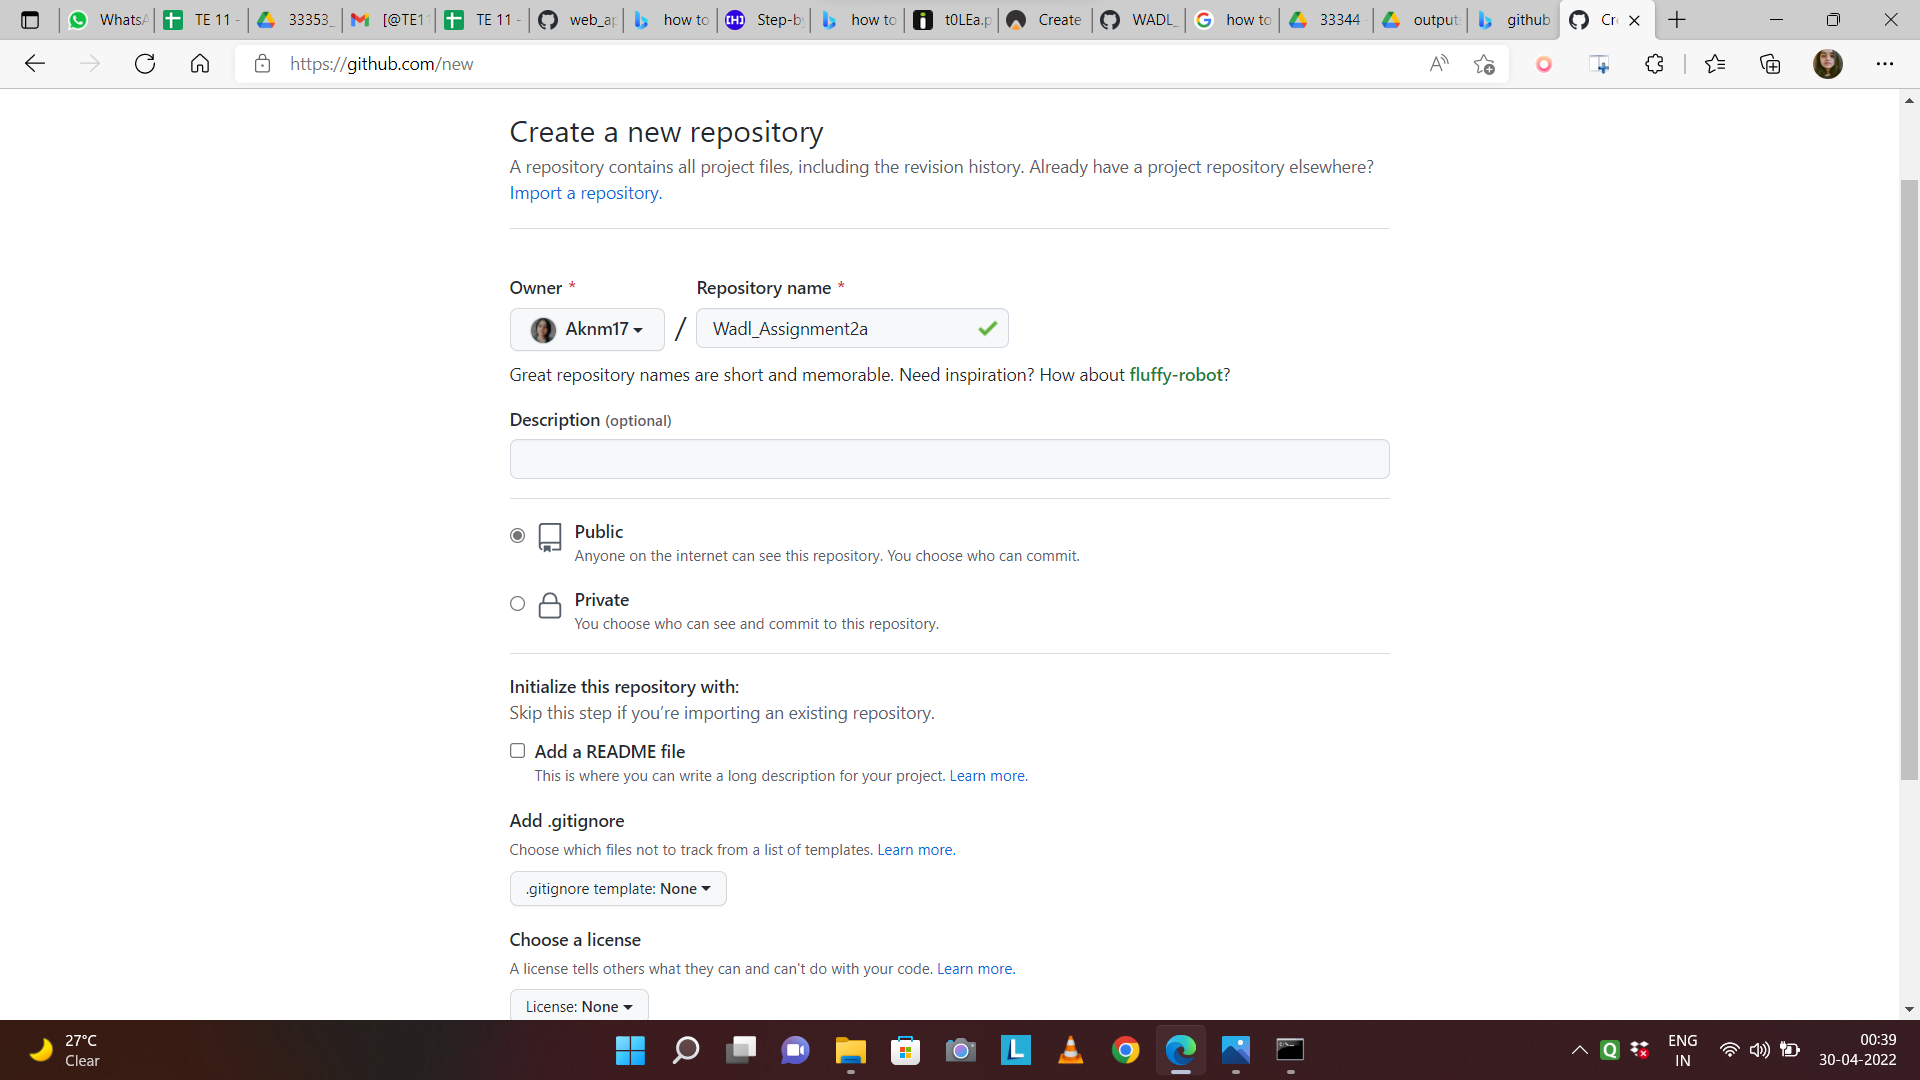 WhatsA
TE 11 -
33353_
[@TE11
TE 11 -
web_ap
how to
Step-by
how to
t0LEa.p
Create
WADL_
how to
33344
outputs
github
Cr
https://github.com/new
Create a new repository
A repository contains all project files, including the revision history. Already have a project repository elsewhere?
Import a repository.
Owner *
Repository name *
Aknm17
/
Wadl_Assignment2a
Great repository names are short and memorable. Need inspiration? How about fluffy-robot?
Description (optional)
Public
Anyone on the internet can see this repository. You choose who can commit.
Private
You choose who can see and commit to this repository.
Initialize this repository with:
Skip this step if you’re importing an existing repository.
Add a README file
This is where you can write a long description for your project. Learn more.
Add .gitignore
Choose which files not to track from a list of templates. Learn more.
.gitignore template: None
Choose a license
A license tells others what they can and can't do with your code. Learn more.
License: None
27°C
Clear
ENG
IN
00:39
30-04-2022